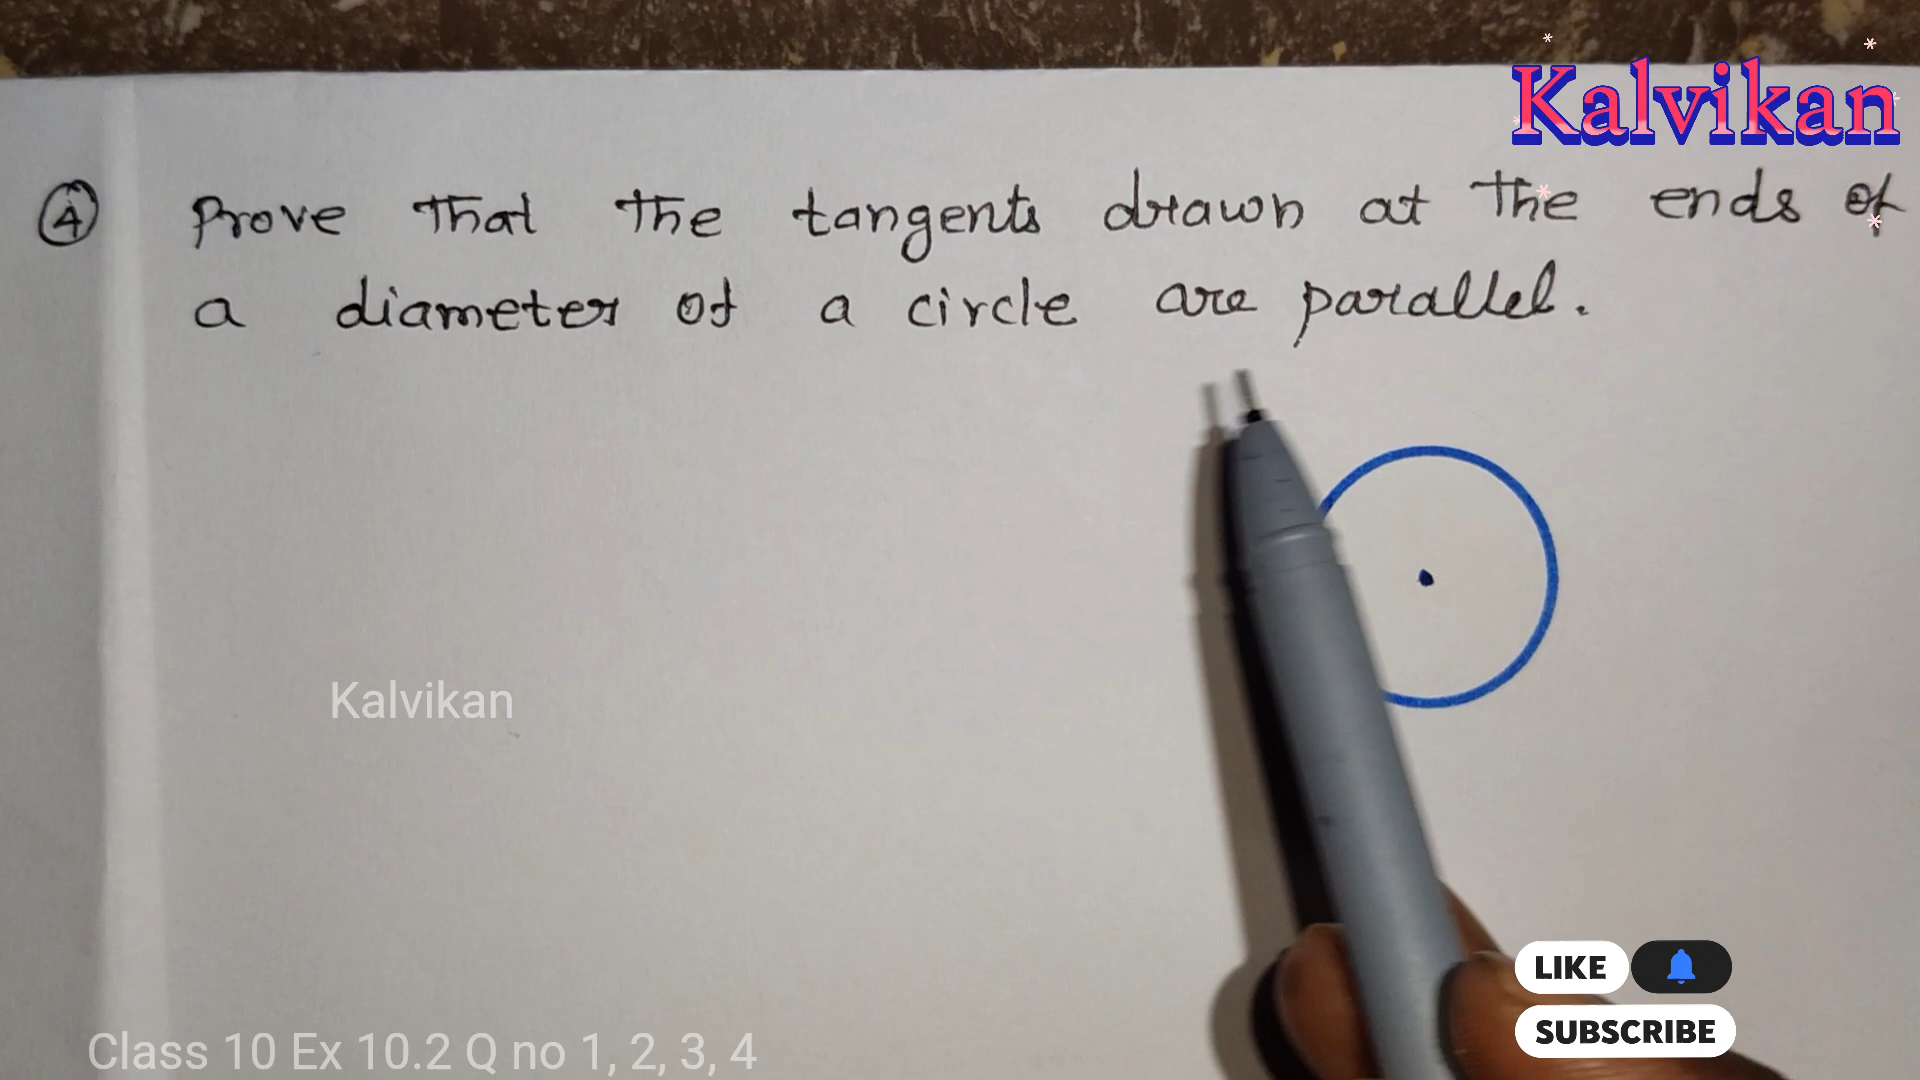 Kalvikan
④ Prove that the tangents drawn at the ends of
a diameter of a circle are parallel.
Kalvikan
LIKE
SUBSCRIBE
Class 10 Ex 10.2 Q no 1, 2, 3, 4